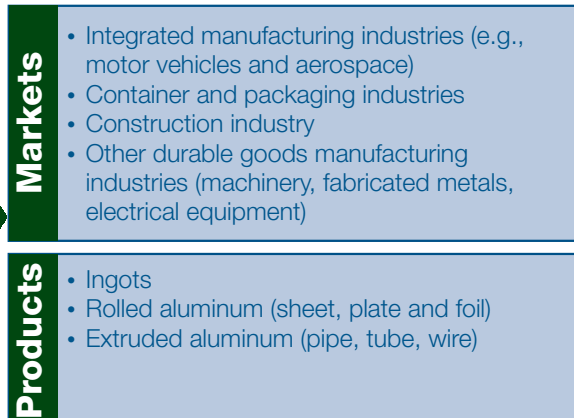 Markets
• Integrated manufacturing industries (e.g.,
motor vehicles and aerospace)
• Container and packaging industries
• Construction industry
• Other durable goods manufacturing
industries (machinery, fabricated metals,
electrical equipment)
Products
• Ingots
• Rolled aluminum (sheet, plate and foil)
• Extruded aluminum (pipe, tube, wire)